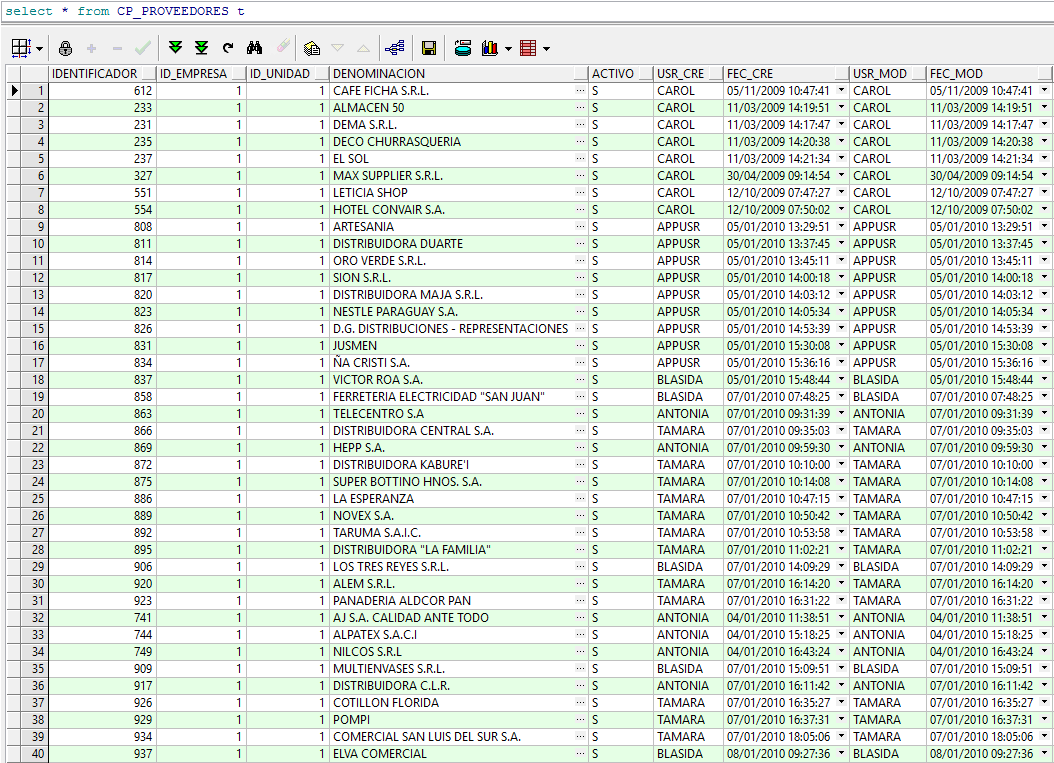 select * from CP_PROVEEDORES t
IDENTIFICADOR ID_EMPRESA ID_UNIDAD DENOMINACION ACTIVO USR_CRE FEC_CRE USR_MOD FEC_MOD
1 612 1 1 CAFE FICHA S.R.L. ... S CAROL 05/11/2009 10:47:41 CAROL 05/11/2009 10:47:41
2 233 1 1 ALMACEN 50 ... S CAROL 11/03/2009 14:19:51 CAROL 11/03/2009 14:19:51
3 231 1 1 DEMA S.R.L. ... S CAROL 11/03/2009 14:17:47 CAROL 11/03/2009 14:17:47
4 235 1 1 DECO CHURRASQUERIA ... S CAROL 11/03/2009 14:20:38 CAROL 11/03/2009 14:20:38
5 237 1 1 EL SOL ... S CAROL 11/03/2009 14:21:34 CAROL 11/03/2009 14:21:34
6 327 1 1 MAX SUPPLIER S.R.L. ... S CAROL 30/04/2009 09:14:54 CAROL 30/04/2009 09:14:54
7 551 1 1 LETICIA SHOP ... S CAROL 12/10/2009 07:47:27 CAROL 12/10/2009 07:47:27
8 554 1 1 HOTEL CONVAIR S.A. ... S CAROL 12/10/2009 07:50:02 CAROL 12/10/2009 07:50:02
9 808 1 1 ARTESANIA ... S APPUSR 05/01/2010 13:29:51 APPUSR 05/01/2010 13:29:51
10 811 1 1 DISTRIBUIDORA DUARTE ... S APPUSR 05/01/2010 13:37:45 APPUSR 05/01/2010 13:37:45
11 814 1 1 ORO VERDE S.R.L. ... S APPUSR 05/01/2010 13:45:11 APPUSR 05/01/2010 13:45:11
12 817 1 1 SION S.R.L. ... S APPUSR 05/01/2010 14:00:18 APPUSR 05/01/2010 14:00:18
13 820 1 1 DISTRIBUIDORA MAJA S.R.L. ... S APPUSR 05/01/2010 14:03:12 APPUSR 05/01/2010 14:03:12
14 823 1 1 NESTLE PARAGUAY S.A. ... S APPUSR 05/01/2010 14:05:34 APPUSR 05/01/2010 14:05:34
15 826 1 1 D.G. DISTRIBUCIONES - REPRESENTACIONES ... S APPUSR 05/01/2010 14:53:39 APPUSR 05/01/2010 14:53:39
16 831 1 1 JUSMEN ... S APPUSR 05/01/2010 15:30:08 APPUSR 05/01/2010 15:30:08
17 834 1 1 ÑA CRISTI S.A. ... S APPUSR 05/01/2010 15:36:16 APPUSR 05/01/2010 15:36:16
18 837 1 1 VICTOR ROA S.A. ... S BLASIDA 05/01/2010 15:48:44 BLASIDA 05/01/2010 15:48:44
19 858 1 1 FERRETERIA ELECTRICIDAD "SAN JUAN" ... S BLASIDA 07/01/2010 07:48:25 BLASIDA 07/01/2010 07:48:25
20 863 1 1 TELECENTRO S.A ... S ANTONIA 07/01/2010 09:31:39 ANTONIA 07/01/2010 09:31:39
21 866 1 1 DISTRIBUIDORA CENTRAL S.A. ... S TAMARA 07/01/2010 09:35:03 TAMARA 07/01/2010 09:35:03
22 869 1 1 HEPP S.A. ... S ANTONIA 07/01/2010 09:59:30 ANTONIA 07/01/2010 09:59:30
23 872 1 1 DISTRIBUIDORA KABURE'I ... S TAMARA 07/01/2010 10:10:00 TAMARA 07/01/2010 10:10:00
24 875 1 1 SUPER BOTTINO HNOS. S.A. ... S TAMARA 07/01/2010 10:14:08 TAMARA 07/01/2010 10:14:08
25 886 1 1 LA ESPERANZA ... S TAMARA 07/01/2010 10:47:15 TAMARA 07/01/2010 10:47:15
26 889 1 1 NOVEX S.A. ... S TAMARA 07/01/2010 10:50:42 TAMARA 07/01/2010 10:50:42
27 892 1 1 TARUMA S.A.I.C. ... S TAMARA 07/01/2010 10:53:58 TAMARA 07/01/2010 10:53:58
28 895 1 1 DISTRIBUIDORA "LA FAMILIA" ... S TAMARA 07/01/2010 11:02:21 TAMARA 07/01/2010 11:02:21
29 906 1 1 LOS TRES REYES S.R.L. ... S BLASIDA 07/01/2010 14:09:29 BLASIDA 07/01/2010 14:09:29
30 920 1 1 ALEM S.R.L. ... S TAMARA 07/01/2010 16:14:20 TAMARA 07/01/2010 16:14:20
31 923 1 1 PANADERIA ALDCOR PAN ... S TAMARA 07/01/2010 16:31:22 TAMARA 07/01/2010 16:31:22
32 741 1 1 AJ S.A. CALIDAD ANTE TODO ... S ANTONIA 04/01/2010 11:38:51 ANTONIA 04/01/2010 11:38:51
33 744 1 1 ALPATEX S.A.C.I ... S ANTONIA 04/01/2010 15:18:25 ANTONIA 04/01/2010 15:18:25
34 749 1 1 NILCOS S.R.L ... S ANTONIA 04/01/2010 16:43:24 ANTONIA 04/01/2010 16:43:24
35 909 1 1 MULTIENVASES S.R.L. ... S BLASIDA 07/01/2010 15:09:51 BLASIDA 07/01/2010 15:09:51
36 917 1 1 DISTRIBUIDORA C.L.R. ... S ANTONIA 07/01/2010 16:11:42 ANTONIA 07/01/2010 16:11:42
37 926 1 1 COTILLON FLORIDA ... S TAMARA 07/01/2010 16:35:27 TAMARA 07/01/2010 16:35:27
38 929 1 1 POMPI ... S TAMARA 07/01/2010 16:37:31 TAMARA 07/01/2010 16:37:31
39 934 1 1 COMERCIAL SAN LUIS DEL SUR S.A. ... S TAMARA 07/01/2010 18:05:06 TAMARA 07/01/2010 18:05:06
40 937 1 1 ELVA COMERCIAL ... S BLASIDA 08/01/2010 09:27:36 BLASIDA 08/01/2010 09:27:36